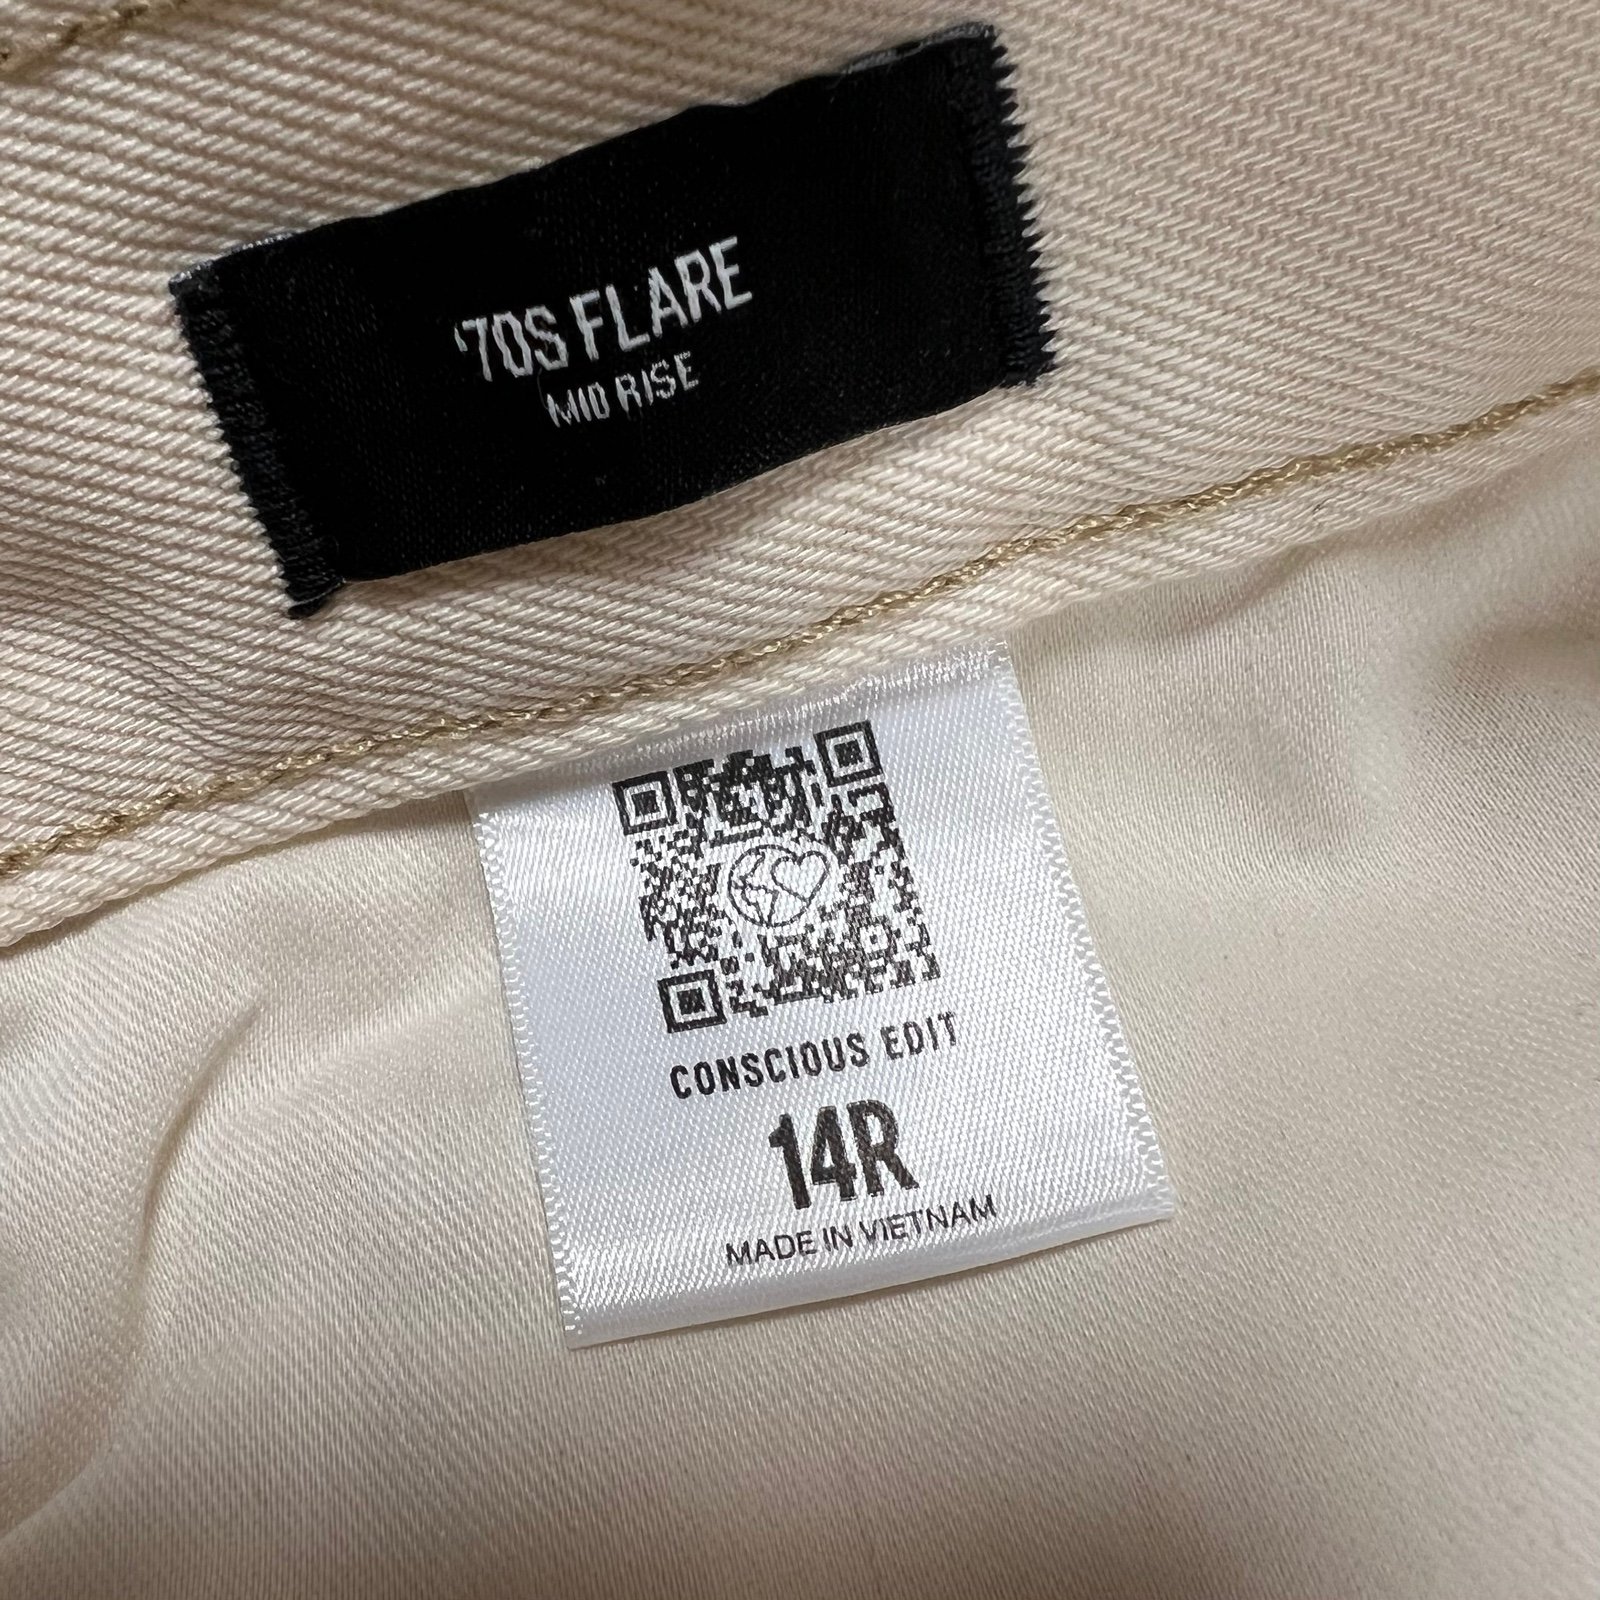 '70S FLARE
MID RISE
CONSCIOUS EDIT
14R
MADE IN VIETNAM